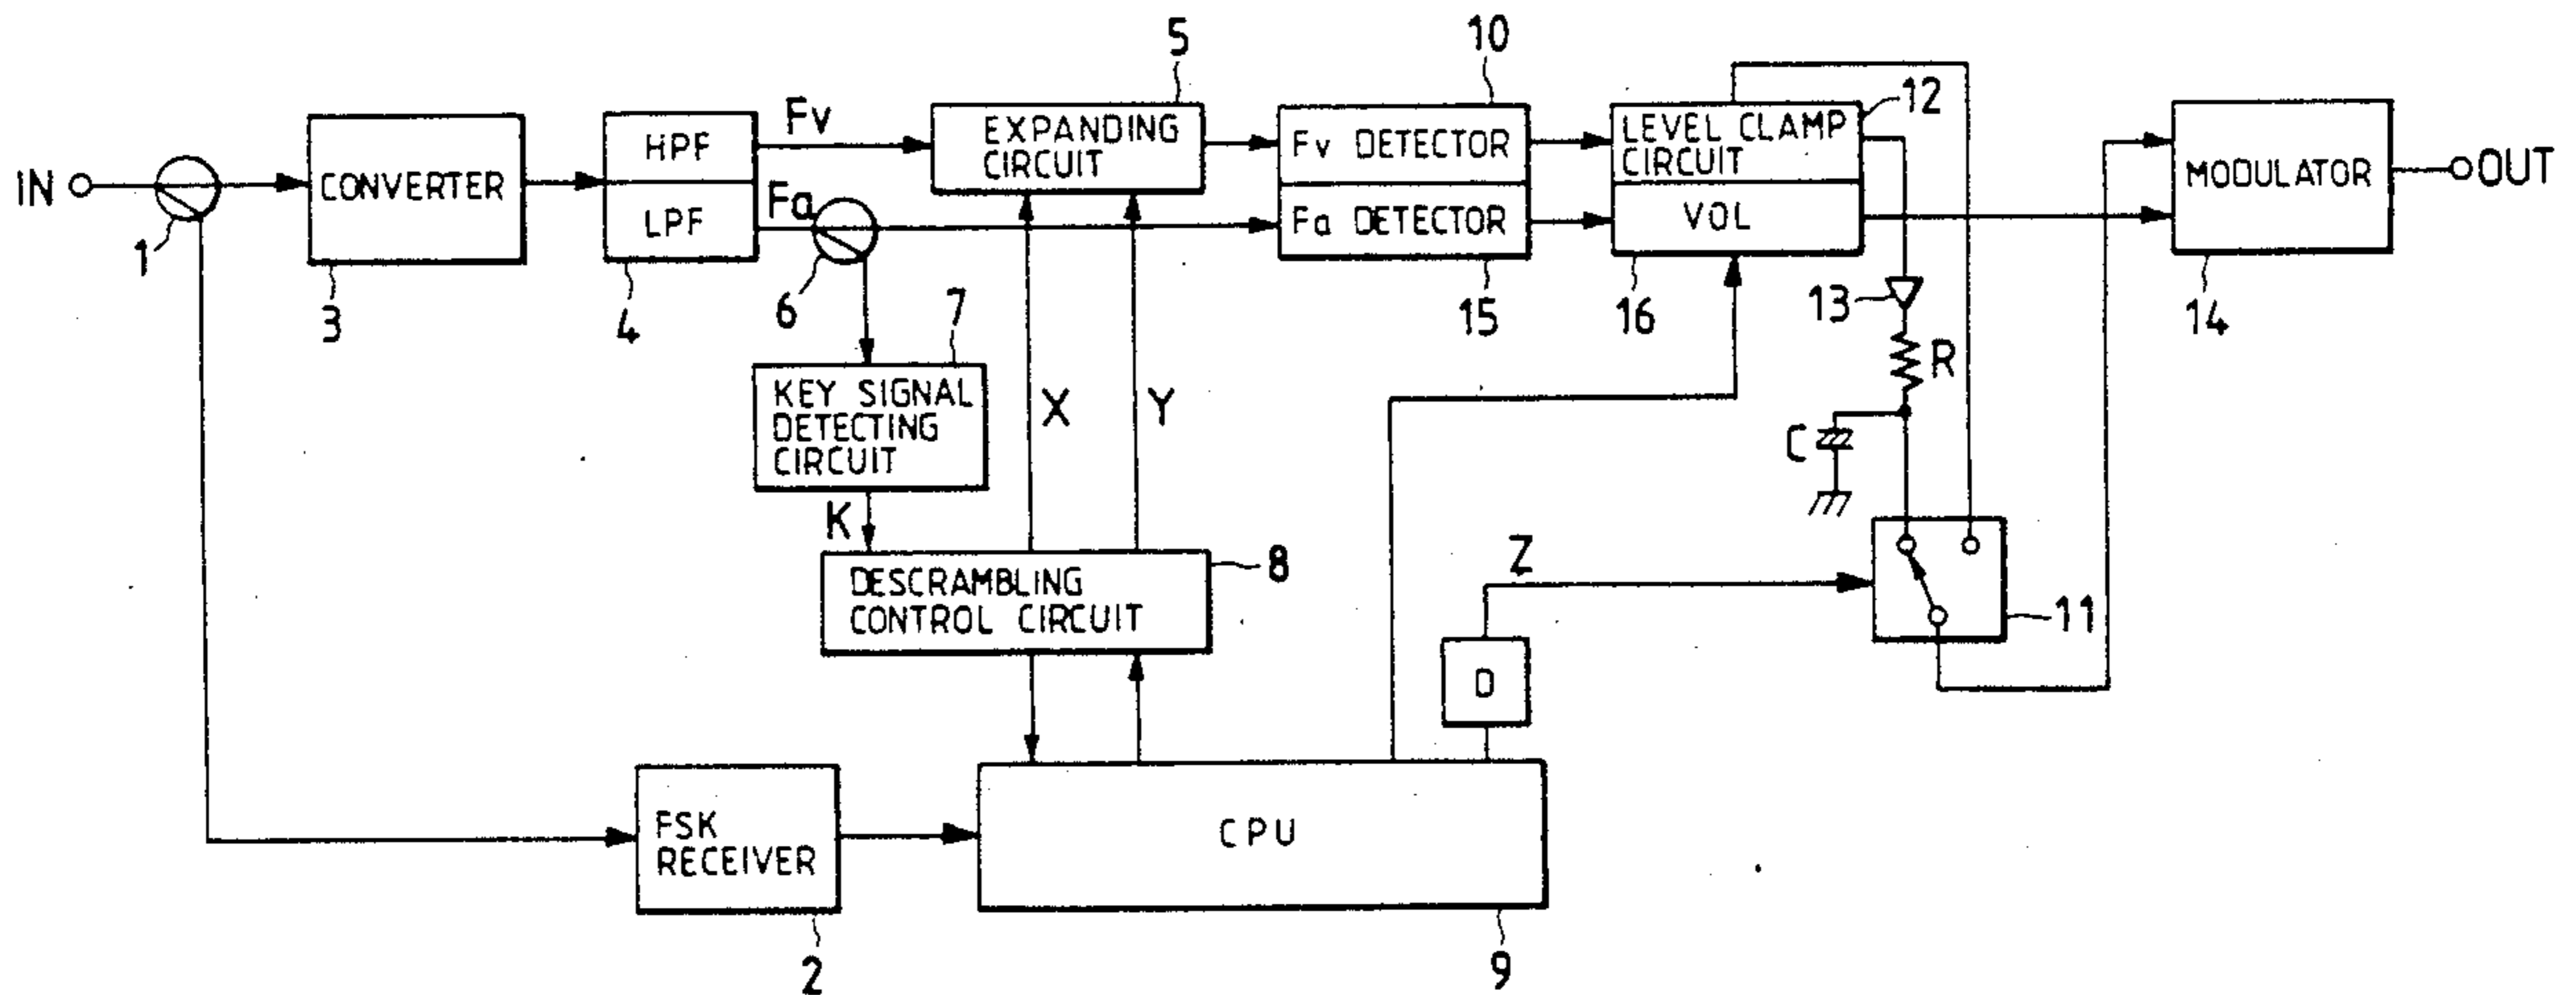 IN
1
CONVERTER
3
HPF
LPF
4
Fv
Fa
6
EXPANDING
CIRCUIT
5
Fv DETECTOR
10
Fa DETECTOR
15
LEVEL CLAMP
CIRCUIT
12
VOL
16
13
R
C
MODULATOR
14
OUT
KEY SIGNAL
DETECTING
CIRCUIT
7
K
X
Y
DESCRAMBLING
CONTROL CIRCUIT
8
Z
D
11
FSK
RECEIVER
2
CPU
9